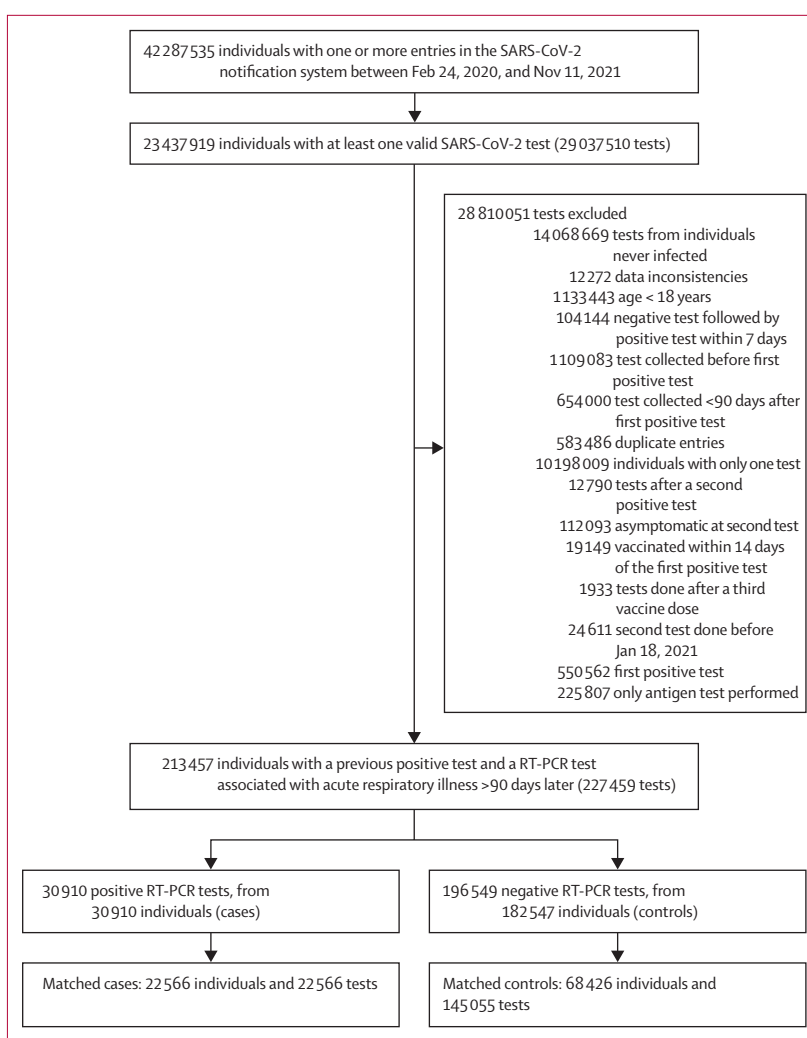 42 287 535 individuals with one or more entries in the SARS-CoV-2
notification system between Feb 24, 2020, and Nov 11, 2021
23 437 919 individuals with at least one valid SARS-CoV-2 test (29 037 510 tests)
28 810 051 tests excluded
14 068 669 tests from individuals
never infected
12 272 data inconsistencies
1 133 443 age < 18 years
104 144 negative test followed by
positive test within 7 days
1 109 083 test collected before first
positive test
654 000 test collected <90 days after
first positive test
583 486 duplicate entries
10 198 009 individuals with only one test
12 790 tests after a second
positive test
112 093 asymptomatic at second test
19 149 vaccinated within 14 days
of the first positive test
1933 tests done after a third
vaccine dose
24 611 second test done before
Jan 18, 2021
550 562 first positive test
225 807 only antigen test performed
213 457 individuals with a previous positive test and a RT-PCR test
associated with acute respiratory illness >90 days later (227 459 tests)
30 910 positive RT-PCR tests, from
30 910 individuals (cases)
196 549 negative RT-PCR tests, from
182 547 individuals (controls)
Matched cases: 22 566 individuals and 22 566 tests
Matched controls: 68 426 individuals and
145 055 tests